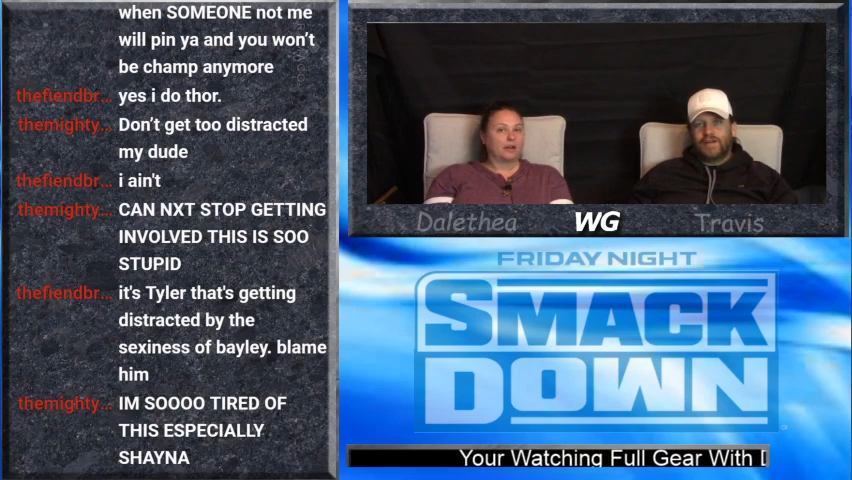 when SOMEONE not me
will pin ya and you won't
be champ anymore
thefiendbr... yes i do thor.
themighty... Don't get too distracted
my dude
thefiendbr... i ain't
themighty... CAN NXT STOP GETTING
INVOLVED THIS IS SOO
STUPID
thefiendbr... it's Tyler that's getting
distracted by the
sexiness of bayley. blame
him
themighty... IM SOOOO TIRED OF
THIS ESPECIALLY
SHAYNA
Dalethea WG Travis
FRIDAY NIGHT
SMACK
DOWN
Your Watching Full Gear With